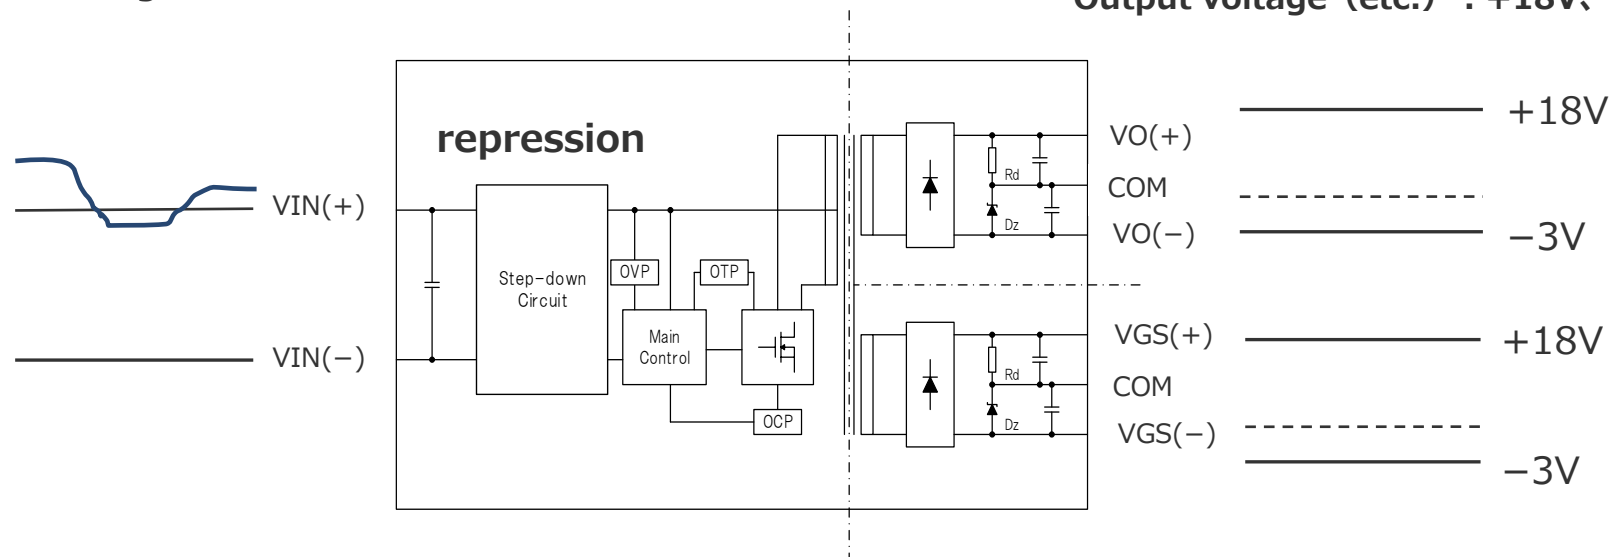 Output voltage (etc.) : +18V、
repression
VIN(+)
VIN(−)
Step-down
Circuit
OVP
OTP
Main
Control
OCP
Rd
Dz
Rd
Dz
VO(+)
COM
VO(−)
VGS(+)
COM
VGS(−)
+18V
−3V
+18V
−3V